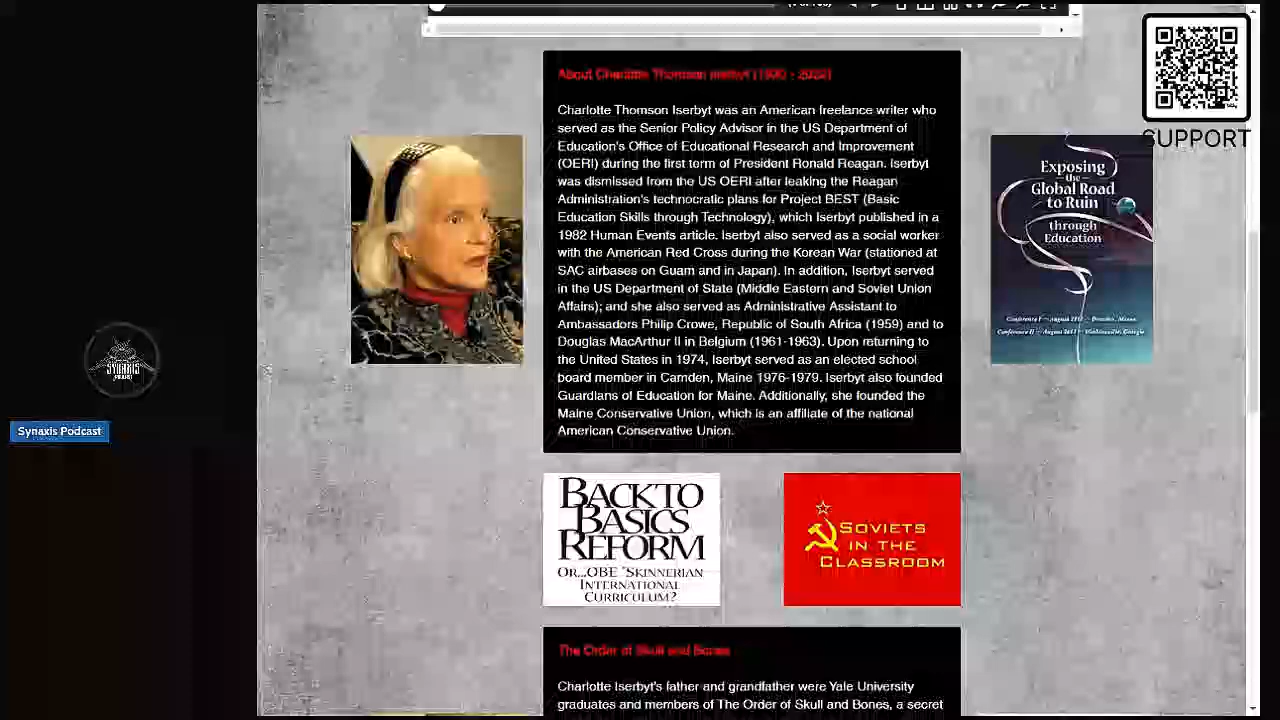 SUPPORT
About Charlotte Thomson Iserbyt (1930 - 2022)
Charlotte Thomson Iserbyt was an American freelance writer who
served as the Senior Policy Advisor in the US Department of
Education's Office of Educational Research and Improvement
(OERI) during the first term of President Ronald Reagan. Iserbyt
was dismissed from the US OERI after leaking the Reagan
Administration's technocratic plans for Project BEST (Basic
Education Skills through Technology), which Iserbyt published in a
1982 Human Events article. Iserbyt also served as a social worker
with the American Red Cross during the Korean War (stationed at
SAC airbases on Guam and in Japan). In addition, Iserbyt served
in the US Department of State (Middle Eastern and Soviet Union
Affairs); and she also served as Administrative Assistant to
Ambassadors Philip Crowe, Republic of South Africa (1959) and to
Douglas MacArthur II in Belgium (1961-1963). Upon returning to
the United States in 1974, Iserbyt served as an elected school
board member in Camden, Maine 1976-1979. Iserbyt also founded
Guardians of Education for Maine. Additionally, she founded the
Maine Conservative Union, which is an affiliate of the national
American Conservative Union.
Exposing
the
Global Road
to Ruin
through
Education
SYNAXIS
Synaxis Podcast
BACK TO
BASICS
REFORM
OR...OBE *SKINNERIAN
INTERNATIONAL
CURRICULUM?
SOVIETS
IN THE
CLASSROOM
The Order of Skull and Bones
Charlotte Iserbyt's father and grandfather were Yale University
graduates and members of The Order of Skull and Bones, a secret